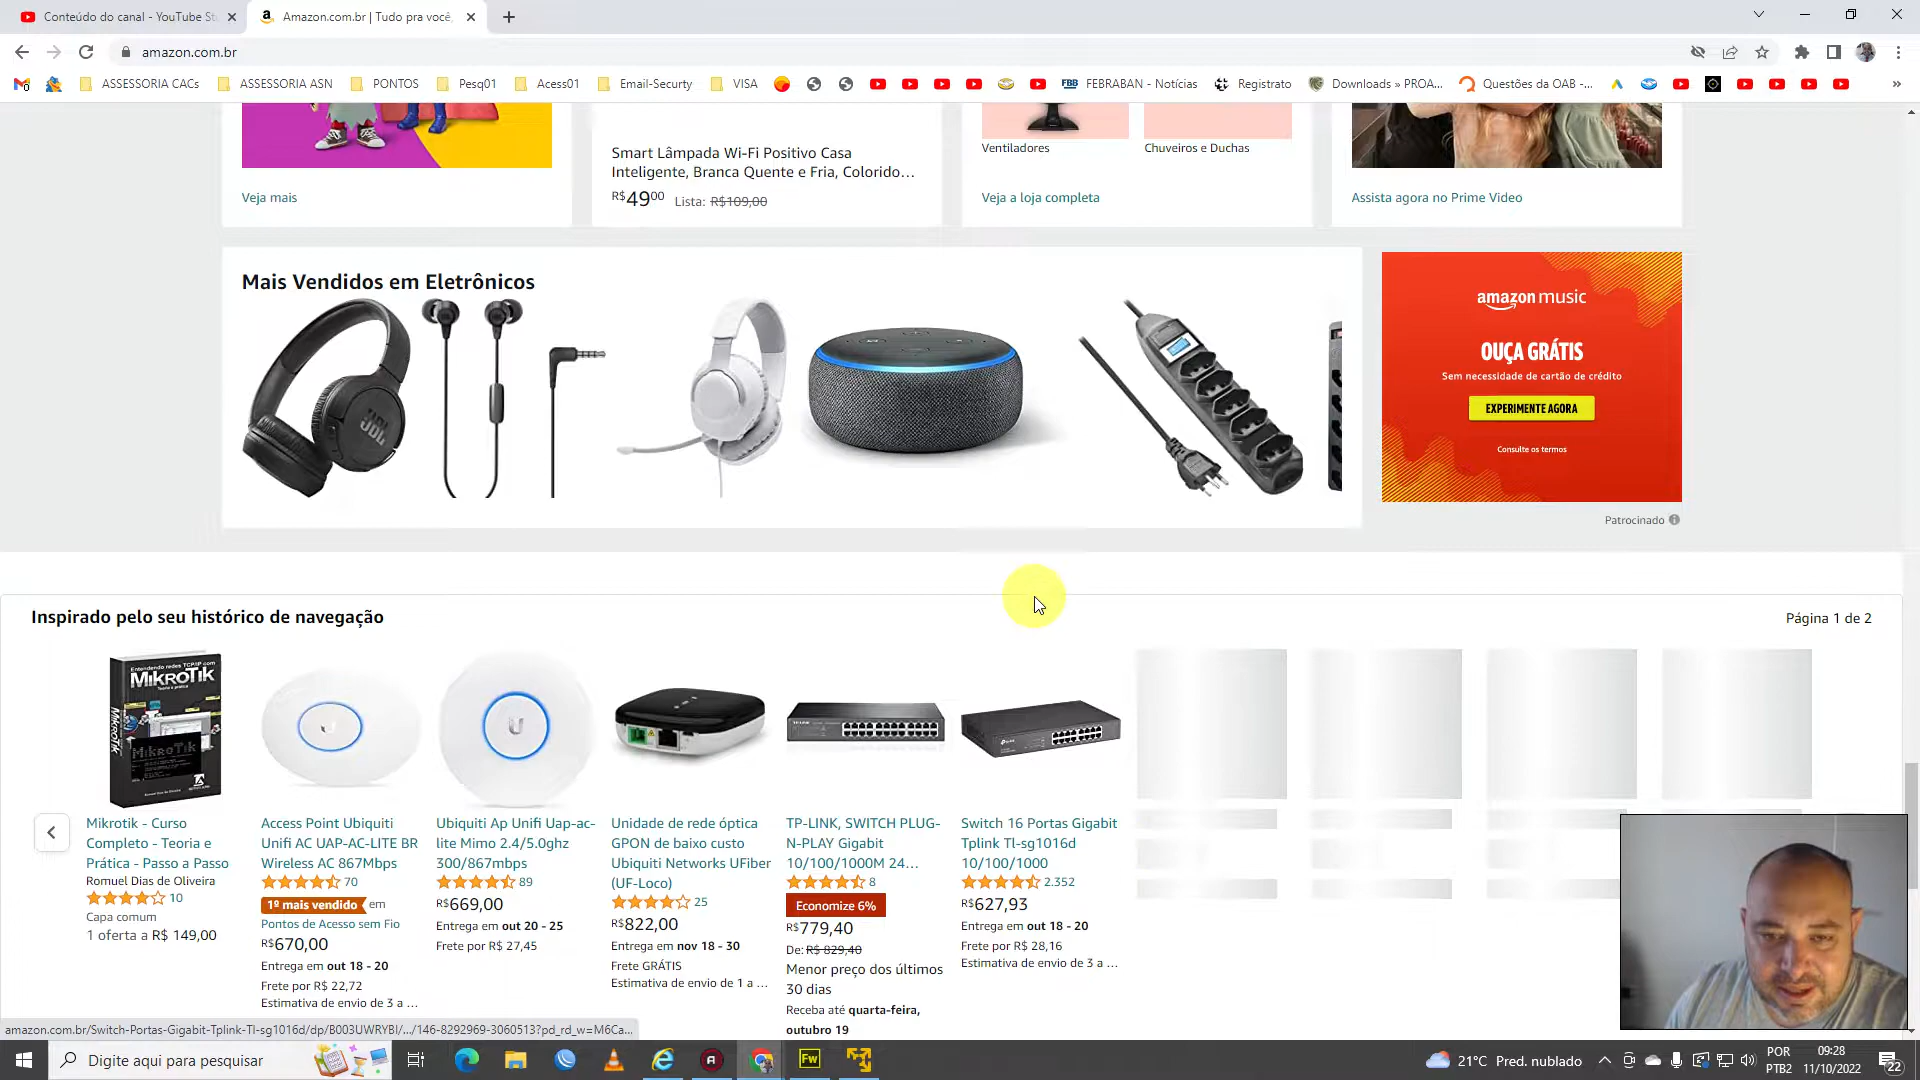 Conteúdo do canal - YouTube St
Amazon.com.br | Tudo pra você,
amazon.com.br
ASSESSORIA CACs
ASSESSORIA ASN
PONTOS
Pesq01
Acess01
Email-Securty
VISA
FBB
FEBRABAN - Notícias
Registrato
Downloads » PROA...
Questões da OAB -...
»
Veja mais
Smart Lâmpada Wi-Fi Positivo Casa
Inteligente, Branca Quente e Fria, Colorido...
R$4900 Lista: R$109,00
Ventiladores
Chuveiros e Duchas
Veja a loja completa
Assista agora no Prime Video
Mais Vendidos em Eletrônicos
JBL
amazon music
OUÇA GRÁTIS
Sem necessidade de cartão de crédito
EXPERIMENTE AGORA
Consulte os termos
Patrocinado
Inspirado pelo seu histórico de navegação
Página 1 de 2
Entendendo redes TCP/IP com
MikroTik
Mikrotik - Curso
Completo - Teoria e
Prática - Passo a Passo
Romuel Dias de Oliveira
10
Capa comum
1 oferta a R$ 149,00
Access Point Ubiquiti
Unifi AC UAP-AC-LITE BR
Wireless AC 867Mbps
70
1º mais vendido em
Pontos de Acesso sem Fio
R$670,00
Entrega em out 18 - 20
Frete por R$ 22,72
Estimativa de envio de 3 a ...
Ubiquiti Ap Unifi Uap-ac-
lite Mimo 2.4/5.0ghz
300/867mbps
89
R$669,00
Entrega em out 20 - 25
Frete por R$ 27,45
Unidade de rede óptica
GPON de baixo custo
Ubiquiti Networks UFiber
(UF-Loco)
25
R$822,00
Entrega em nov 18 - 30
Frete GRÁTIS
Estimativa de envio de 1 a ...
TP-LINK, SWITCH PLUG-
N-PLAY Gigabit
10/100/1000M 24...
8
Economize 6%
R$779,40
De: R$ 829,40
Menor preço dos últimos
30 dias
Receba até quarta-feira,
outubro 19
Switch 16 Portas Gigabit
Tplink Tl-sg1016d
10/100/1000
2.352
R$627,93
Entrega em out 18 - 20
Frete por R$ 28,16
Estimativa de envio de 3 a ...
amazon.com.br/Switch-Portas-Gigabit-Tplink-Tl-sg1016d/dp/B003UWRYBI/.../146-8292969-3060513?pd_rd_w=M6Ca...
Digite aqui para pesquisar
Fw
21°C Pred. nublado
POR
PTB2
09:28
11/10/2022
22